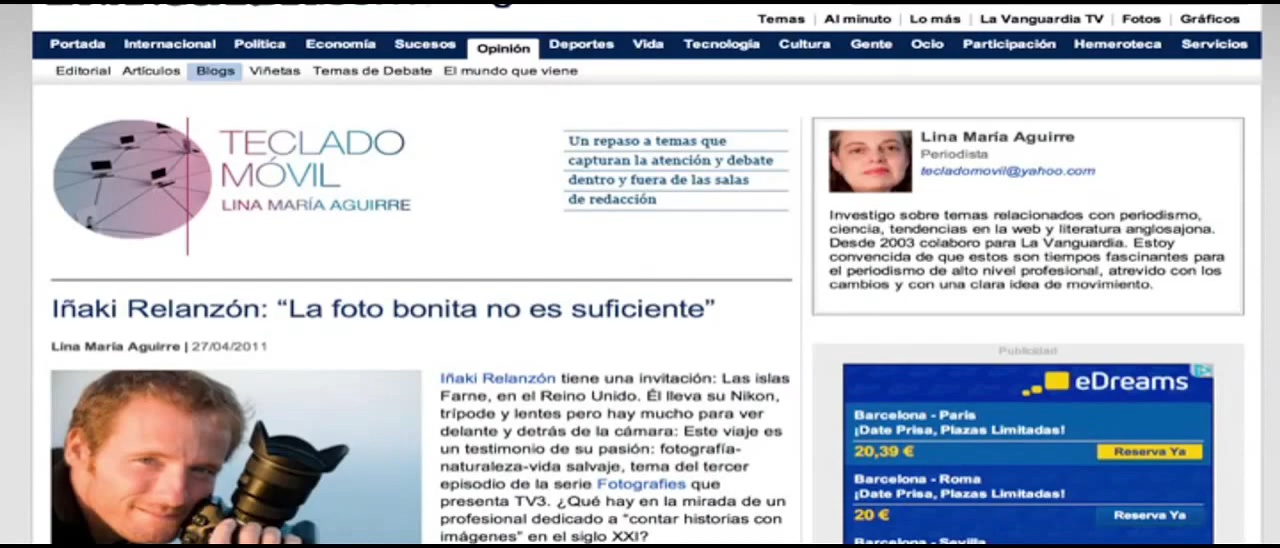 Temas | Al minuto | Lo más | La Vanguardia TV | Fotos | Gráficos
Portada Internacional Política Economía Sucesos Opinión Deportes Vida Tecnología Cultura Gente Ocio Participación Hemeroteca Servicios
Editorial Artículos Blogs Viñetas Temas de Debate El mundo que viene
TECLADO
MÓVIL
LINA MARÍA AGUIRRE
Un repaso a temas que
capturan la atención y debate
dentro y fuera de las salas
de redacción
Lina María Aguirre
Periodista
tecladomovil@yahoo.com
Investigo sobre temas relacionados con periodismo,
ciencia, tendencias en la web y literatura anglosajona.
Desde 2003 colaboro para La Vanguardia. Estoy
convencida de que estos son tiempos fascinantes para
el periodismo de alto nivel profesional, atrevido con los
cambios y con una clara idea de movimiento.
Iñaki Relanzón: “La foto bonita no es suficiente”
Lina María Aguirre | 27/04/2011
Iñaki Relanzón tiene una invitación: Las islas
Farne, en el Reino Unido. Él lleva su Nikon,
trípode y lentes pero hay mucho para ver
delante y detrás de la cámara: Este viaje es
un testimonio de su pasión: fotografía-
naturaleza-vida salvaje, tema del tercer
episodio de la serie Fotografies que
presenta TV3. ¿Qué hay en la mirada de un
profesional dedicado a "contar historias con
imágenes" en el siglo XXI?
Publicidad
eDreams
Barcelona - Paris
¡Date Prisa, Plazas Limitadas!
20,39 € Reserva Ya
Barcelona - Roma
¡Date Prisa, Plazas Limitadas!
20 € Reserva Ya
Barcelona - Sevilla